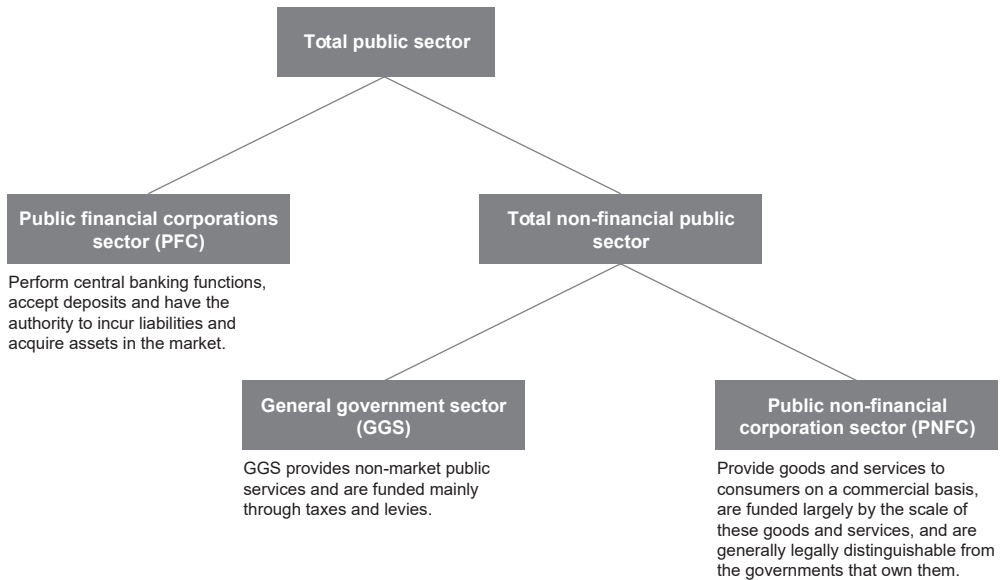 Total public sector
Public financial corporations
sector (PFC)
Total non-financial public
sector
Perform central banking functions,
accept deposits and have the
authority to incur liabilities and
acquire assets in the market.
General government sector
(GGS)
Public non-financial
corporation sector (PNFC)
GGS provides non-market public
services and are funded mainly
through taxes and levies.
Provide goods and services to
consumers on a commercial basis,
are funded largely by the scale of
these goods and services, and are
generally legally distinguishable from
the governments that own them.